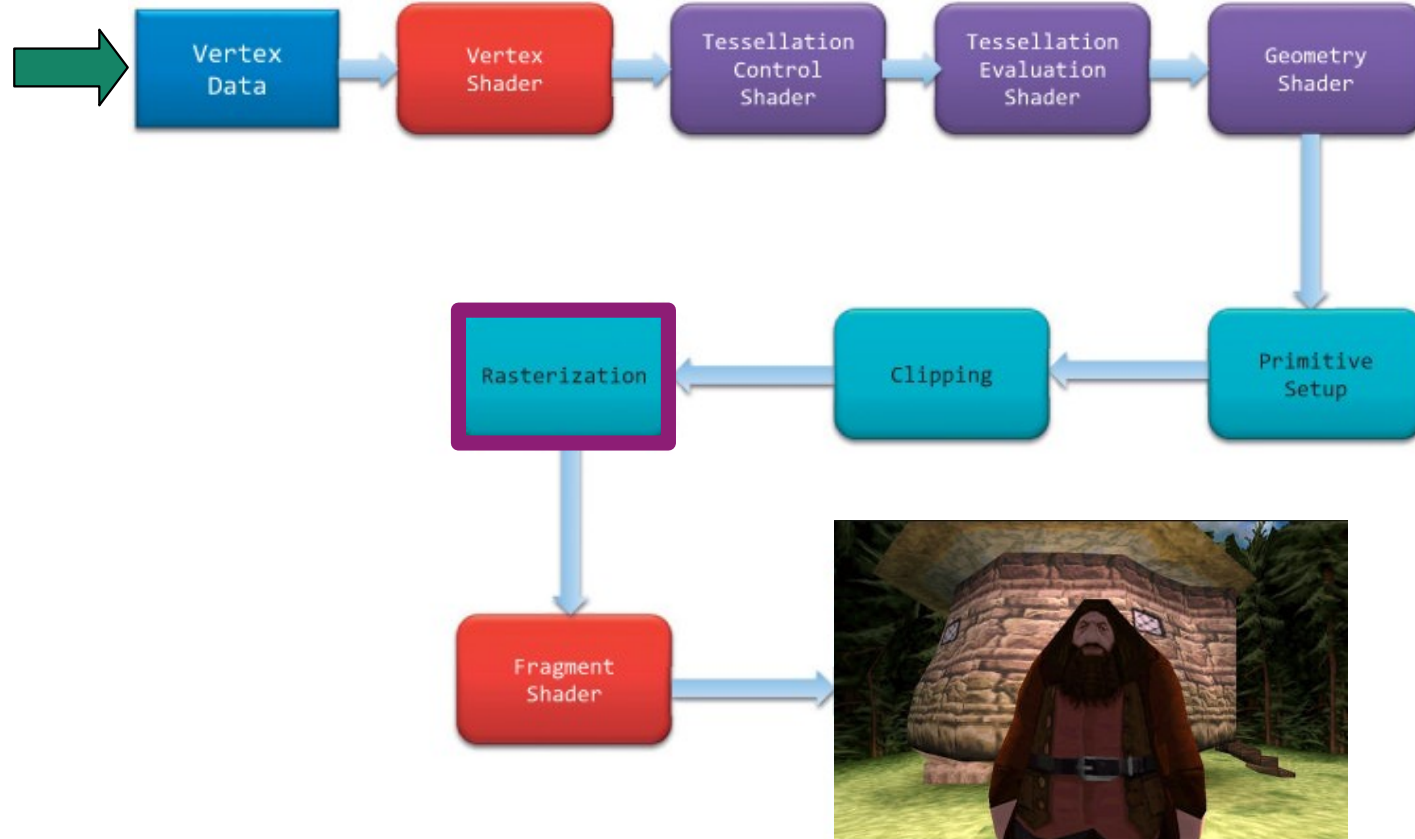 Vertex
Data
Vertex
Shader
Tessellation
Control
Shader
Tessellation
Evaluation
Shader
Geometry
Shader
Primitive
Setup
Clipping
Rasterization
Fragment
Shader